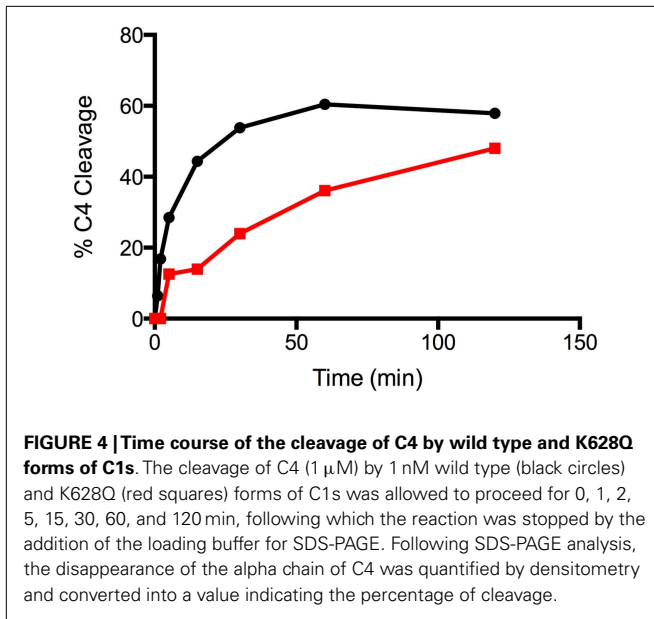 80
60
40
20
0
% C4 Cleavage
0
50
100
150
Time (min)
FIGURE 4 | Time course of the cleavage of C4 by wild type and K628Q
forms of C1s. The cleavage of C4 (1 μM) by 1 nM wild type (black circles)
and K628Q (red squares) forms of C1s was allowed to proceed for 0, 1, 2,
5, 15, 30, 60, and 120 min, following which the reaction was stopped by the
addition of the loading buffer for SDS-PAGE. Following SDS-PAGE analysis,
the disappearance of the alpha chain of C4 was quantified by densitometry
and converted into a value indicating the percentage of cleavage.